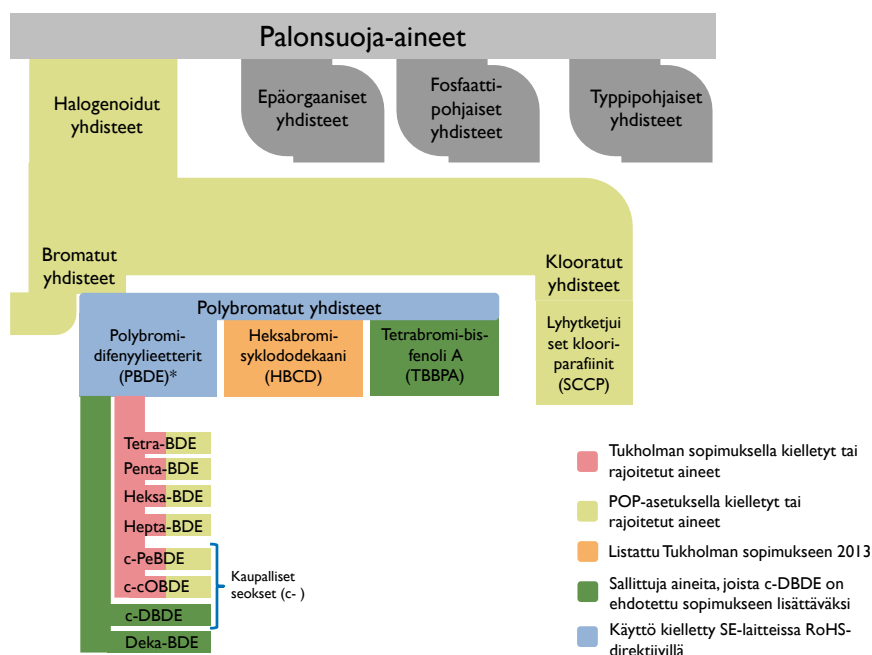 Palonsuoja-aineet
Halogenoidut
yhdisteet
Epäorgaaniset
yhdisteet
Fosfaatti-
pohjaiset
yhdisteet
Typpipohjaiset
yhdisteet
Bromatut
yhdisteet
Klooratut
yhdisteet
Polybromatut yhdisteet
Polybromi-
difenyylieetterit
(PBDE)*
Heksabromi-
syklododekaani
(HBCD)
Tetrabromi-bis-
fenoli A
(TBBPA)
Lyhytketjui
set kloori-
parafiinit
(SCCP)
Tetra-BDE
Penta-BDE
Heksa-BDE
Hepta-BDE
c-PeBDE
c-cOBDE
c-DBDE
Deka-BDE
Kaupalliset
seokset (c- )
Tukholman sopimuksella kielletyt tai
rajoitetut aineet
POP-asetuksella kielletyt tai
rajoitetut aineet
Listattu Tukholman sopimukseen 2013
Sallittuja aineita, joista c-DBDE on
ehdotettu sopimukseen lisättäväksi
Käyttö kielletty SE-laitteissa RoHS-
direktiivillä